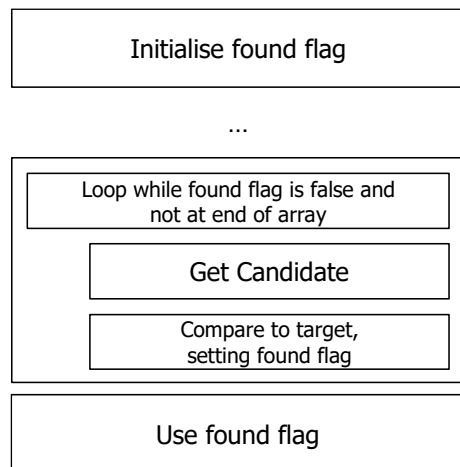 Initialise found flag
...
Loop while found flag is false and
not at end of array
Get Candidate
Compare to target,
setting found flag
Use found flag